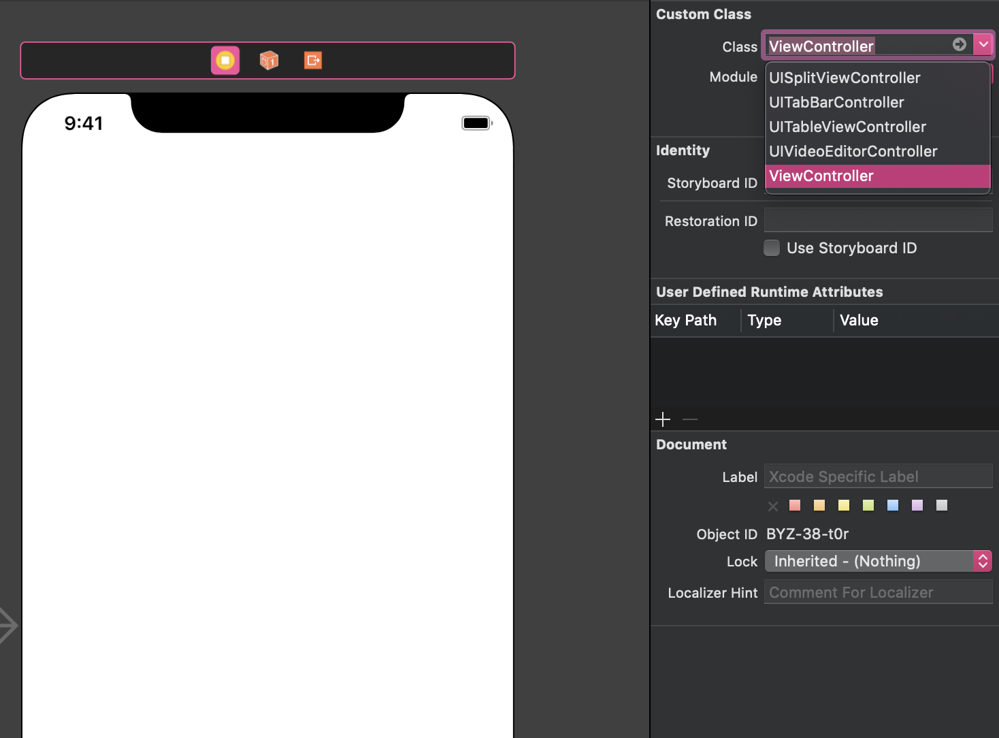 9:41
1
Custom Class
Class ViewController
Module
UISplitViewController
UITabBarController
UITableViewController
UIVideoEditorController
ViewController
Identity
Storyboard ID
Restoration ID
Use Storyboard ID
User Defined Runtime Attributes
Key Path Type Value
Document
Label Xcode Specific Label
Object ID BYZ-38-t0r
Lock Inherited - (Nothing)
Localizer Hint Comment For Localizer